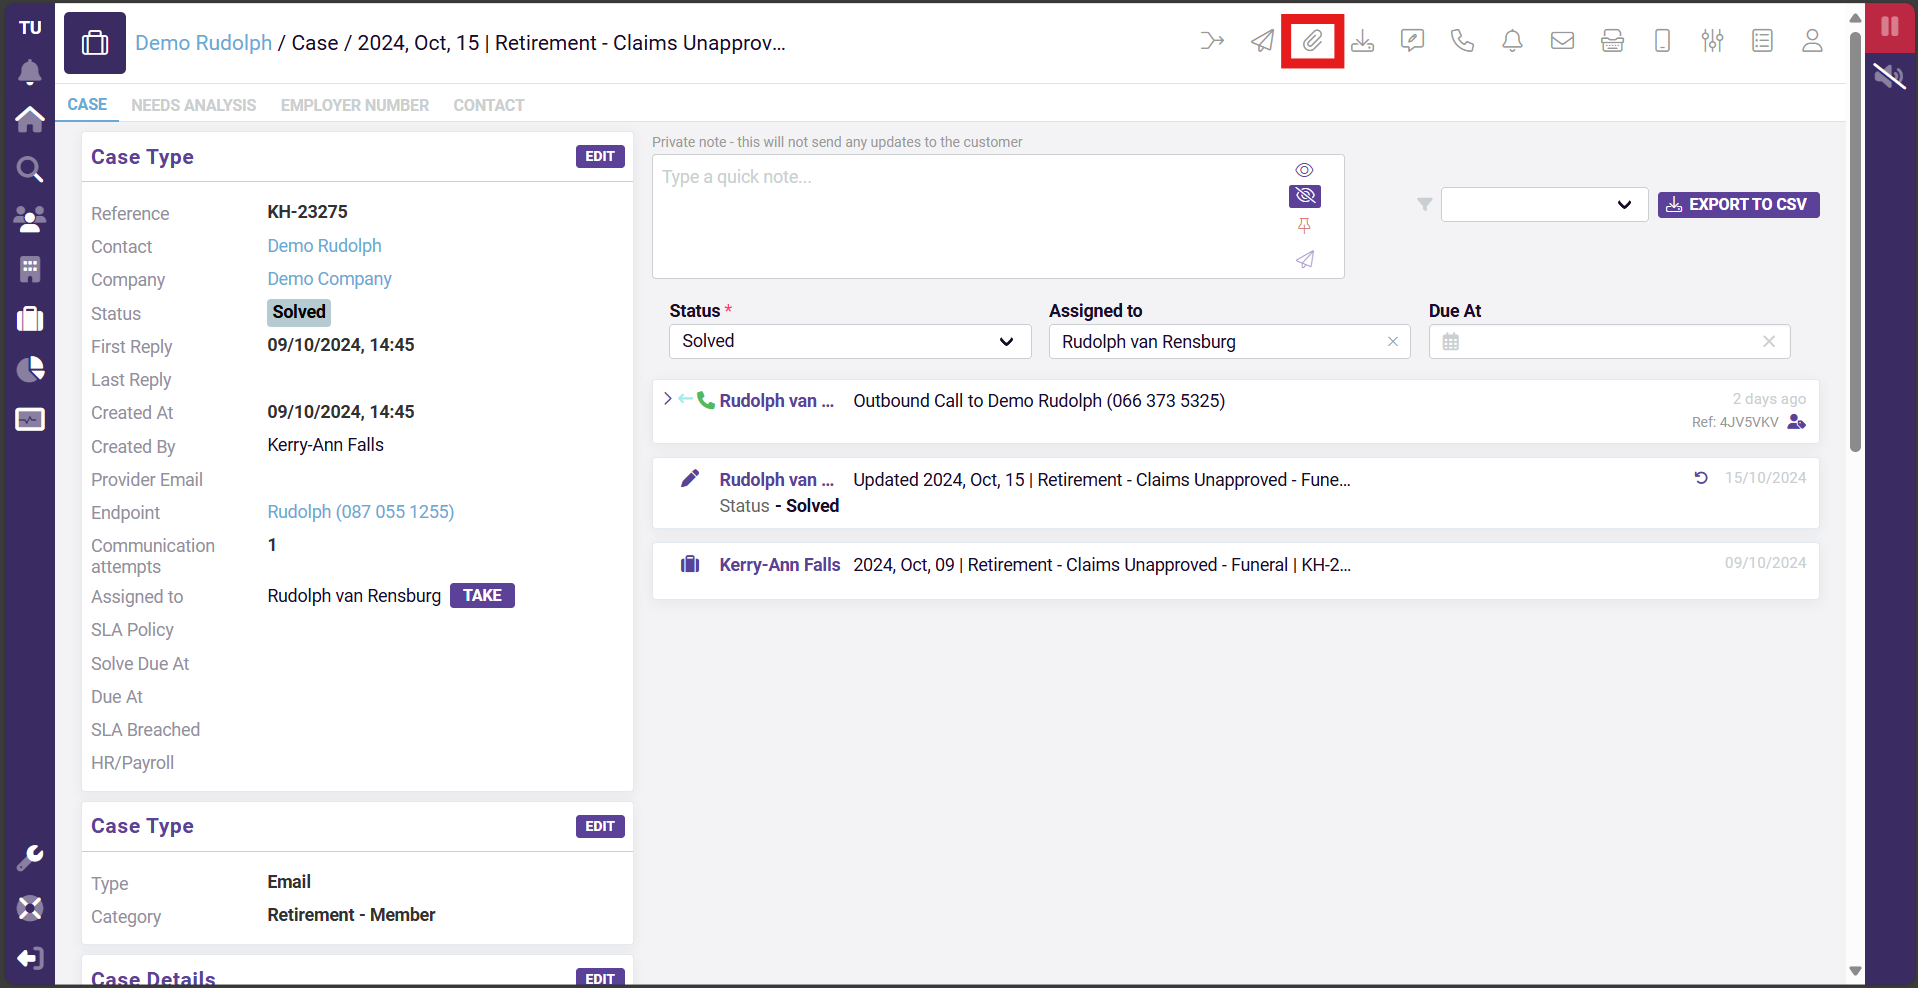 TU
Demo Rudolph / Case / 2024, Oct, 15 | Retirement - Claims Unapprov...
CASE NEEDS ANALYSIS EMPLOYER NUMBER CONTACT
Case Type EDIT
Reference KH-23275
Contact Demo Rudolph
Company Demo Company
Status Solved
First Reply 09/10/2024, 14:45
Last Reply
Created At 09/10/2024, 14:45
Created By Kerry-Ann Falls
Provider Email
Endpoint Rudolph (087 055 1255)
Communication attempts 1
Assigned to Rudolph van Rensburg TAKE
SLA Policy
Solve Due At
Due At
SLA Breached
HR/Payroll
Case Type EDIT
Type Email
Category Retirement - Member
Case Details EDIT
Private note - this will not send any updates to the customer
Type a quick note...
EXPORT TO CSV
Status * Assigned to Due At
Solved Rudolph van Rensburg
Rudolph van ... Outbound Call to Demo Rudolph (066 373 5325) 2 days ago
Ref: 4JV5VKV
Rudolph van ... Updated 2024, Oct, 15 | Retirement - Claims Unapproved - Fune... 15/10/2024
Status - Solved
Kerry-Ann Falls 2024, Oct, 09 | Retirement - Claims Unapproved - Funeral | KH-2... 09/10/2024